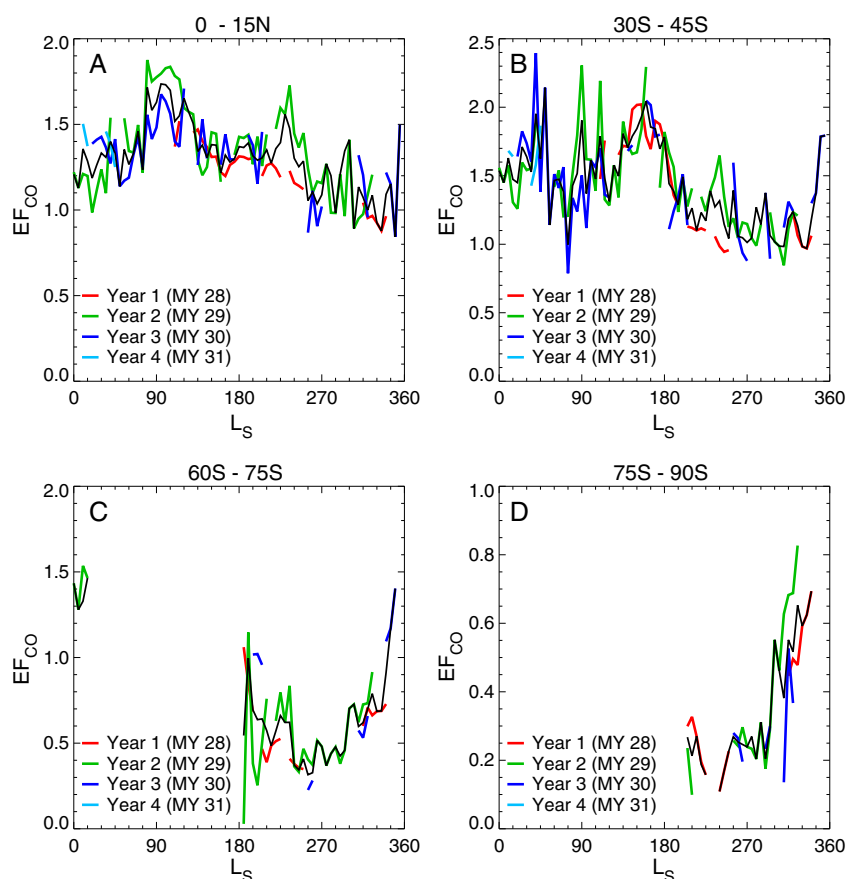 0 - 15N
A
2.0
1.5
1.0
0.5
0.0
EF_CO
Year 1 (MY 28)
Year 2 (MY 29)
Year 3 (MY 30)
Year 4 (MY 31)
0 90 180 270 360
L_S
30S - 45S
B
2.5
2.0
1.5
1.0
0.5
0.0
EF_CO
Year 1 (MY 28)
Year 2 (MY 29)
Year 3 (MY 30)
Year 4 (MY 31)
0 90 180 270 360
L_S
60S - 75S
C
2.0
1.5
1.0
0.5
0.0
EF_CO
Year 1 (MY 28)
Year 2 (MY 29)
Year 3 (MY 30)
Year 4 (MY 31)
0 90 180 270 360
L_S
75S - 90S
D
1.0
0.8
0.6
0.4
0.2
0.0
EF_CO
Year 1 (MY 28)
Year 2 (MY 29)
Year 3 (MY 30)
Year 4 (MY 31)
0 90 180 270 360
L_S